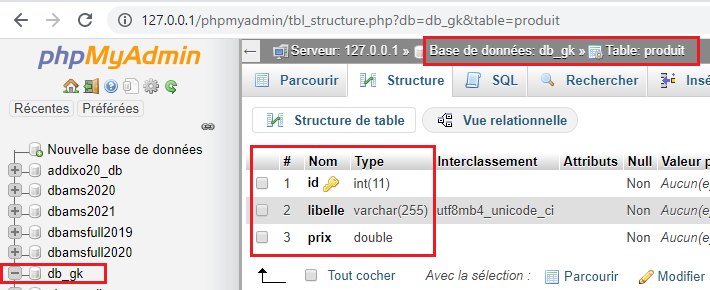 127.0.0.1/phpmyadmin/tbl_structure.php?db=db_gk&table=produit
phpMyAdmin
Récentes Préférées
Nouvelle base de données
addixo20_db
dbams2020
dbams2021
dbamsfull2019
dbamsfull2020
db_gk
Serveur: 127.0.0.1 » Base de données: db_gk » Table: produit
Parcourir Structure SQL Rechercher Insé
Structure de table Vue relationnelle
# Nom Type Interclassement Attributs Null Valeur p
1 id int(11) Non Aucun(e)
2 libelle varchar(255) utf8mb4_unicode_ci Non Aucun(e)
3 prix double Non Aucun(e)
Tout cocher Avec la sélection : Parcourir Modifier